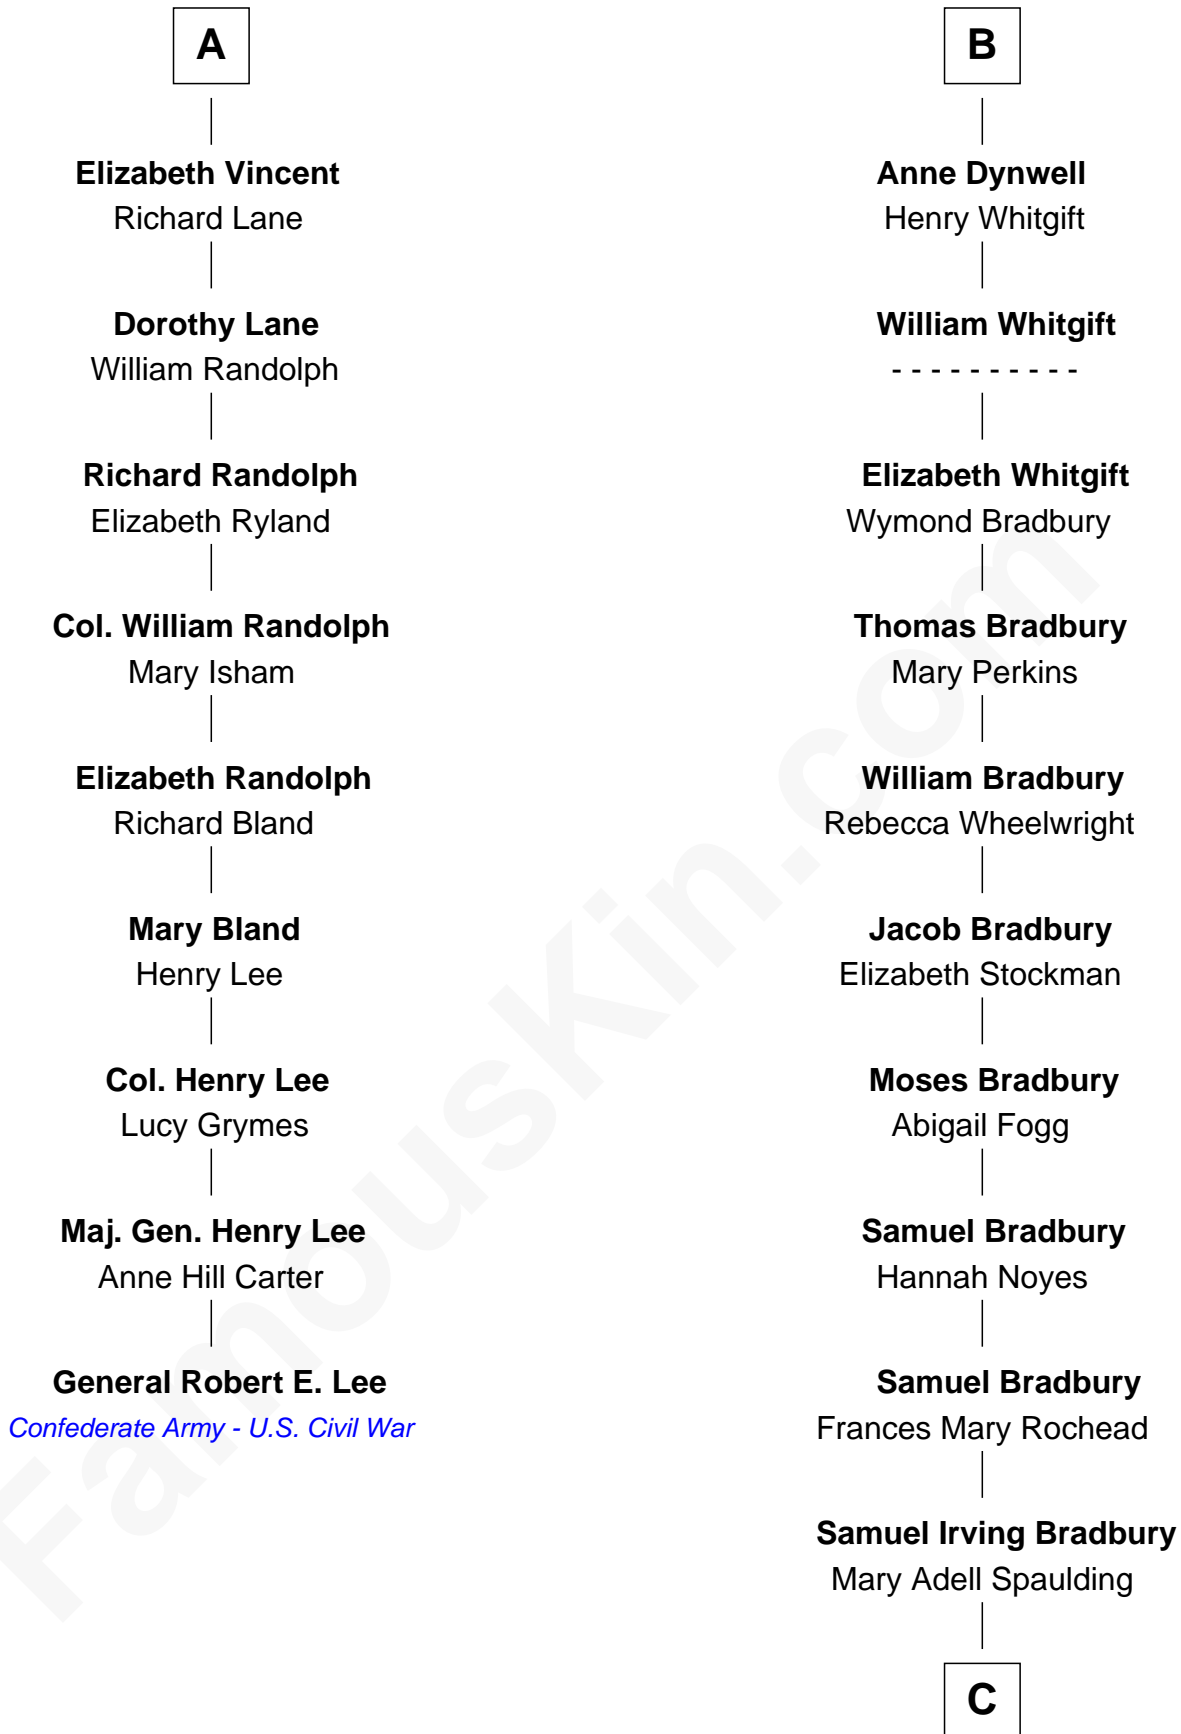 A
Elizabeth Vincent
Richard Lane
Dorothy Lane
William Randolph
Richard Randolph
Elizabeth Ryland
Col. William Randolph
Mary Isham
Elizabeth Randolph
Richard Bland
Mary Bland
Henry Lee
Col. Henry Lee
Lucy Grymes
Maj. Gen. Henry Lee
Anne Hill Carter
General Robert E. Lee
Confederate Army - U.S. Civil War
B
Anne Dynwell
Henry Whitgift
William Whitgift
- - - - - - - - - -
Elizabeth Whitgift
Wymond Bradbury
Thomas Bradbury
Mary Perkins
William Bradbury
Rebecca Wheelwright
Jacob Bradbury
Elizabeth Stockman
Moses Bradbury
Abigail Fogg
Samuel Bradbury
Hannah Noyes
Samuel Bradbury
Frances Mary Rochead
Samuel Irving Bradbury
Mary Adell Spaulding
C
FamousKin.com